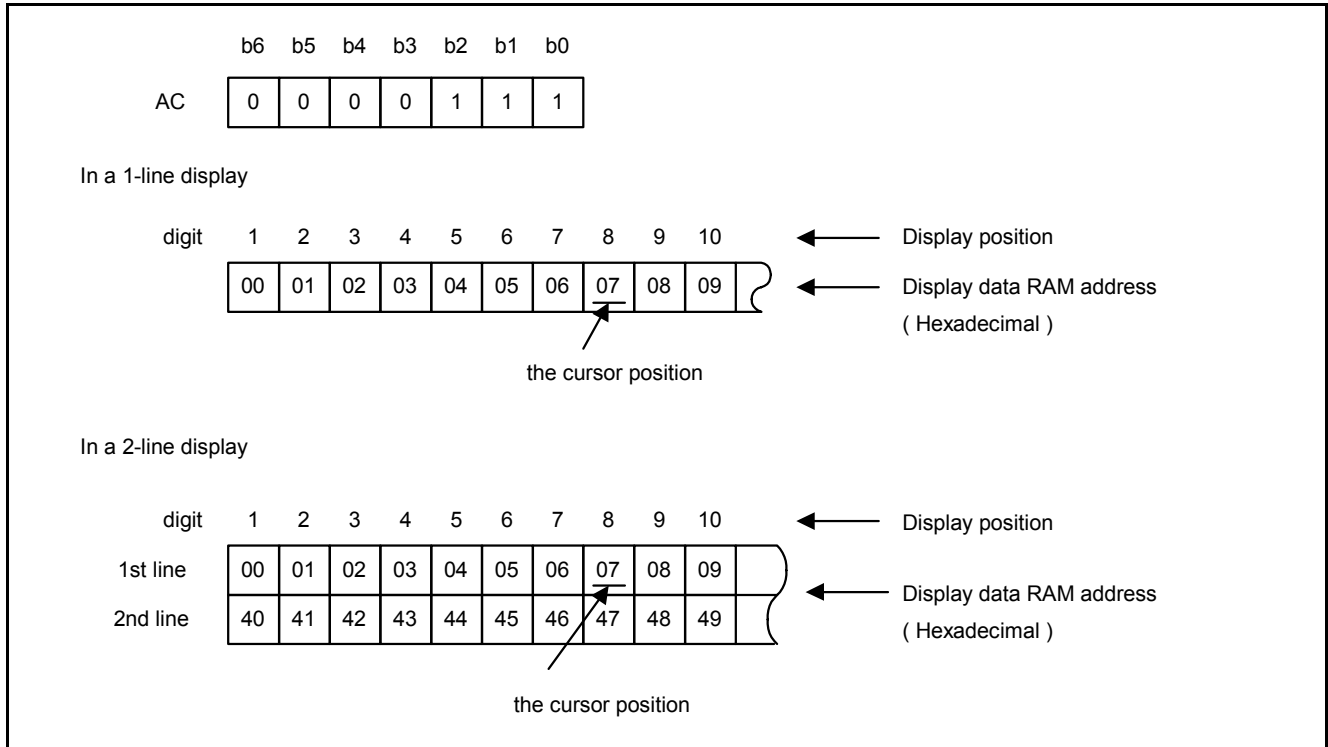 b6 b5 b4 b3 b2 b1 b0
AC 0 0 0 0 1 1 1
In a 1-line display
digit 1 2 3 4 5 6 7 8 9 10 Display position
00 01 02 03 04 05 06 07 08 09 Display data RAM address
( Hexadecimal )
the cursor position
In a 2-line display
digit 1 2 3 4 5 6 7 8 9 10 Display position
1st line 00 01 02 03 04 05 06 07 08 09
Display data RAM address
2nd line 40 41 42 43 44 45 46 47 48 49
( Hexadecimal )
the cursor position